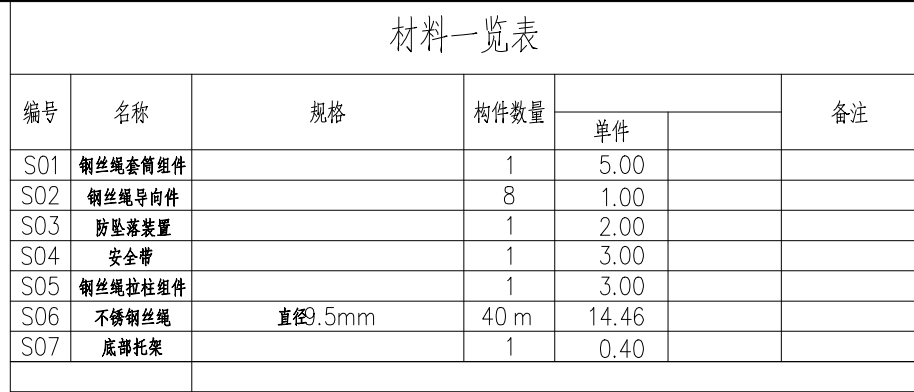 材料一览表
编号 名称 规格 构件数量 备注
单件
S01 钢丝绳套筒组件 1 5.00
S02 钢丝绳导向件 8 1.00
S03 防坠落装置 1 2.00
S04 安全带 1 3.00
S05 钢丝绳拉柱组件 1 3.00
S06 不锈钢丝绳 直径9.5mm 40 m 14.46
S07 底部托架 1 0.40